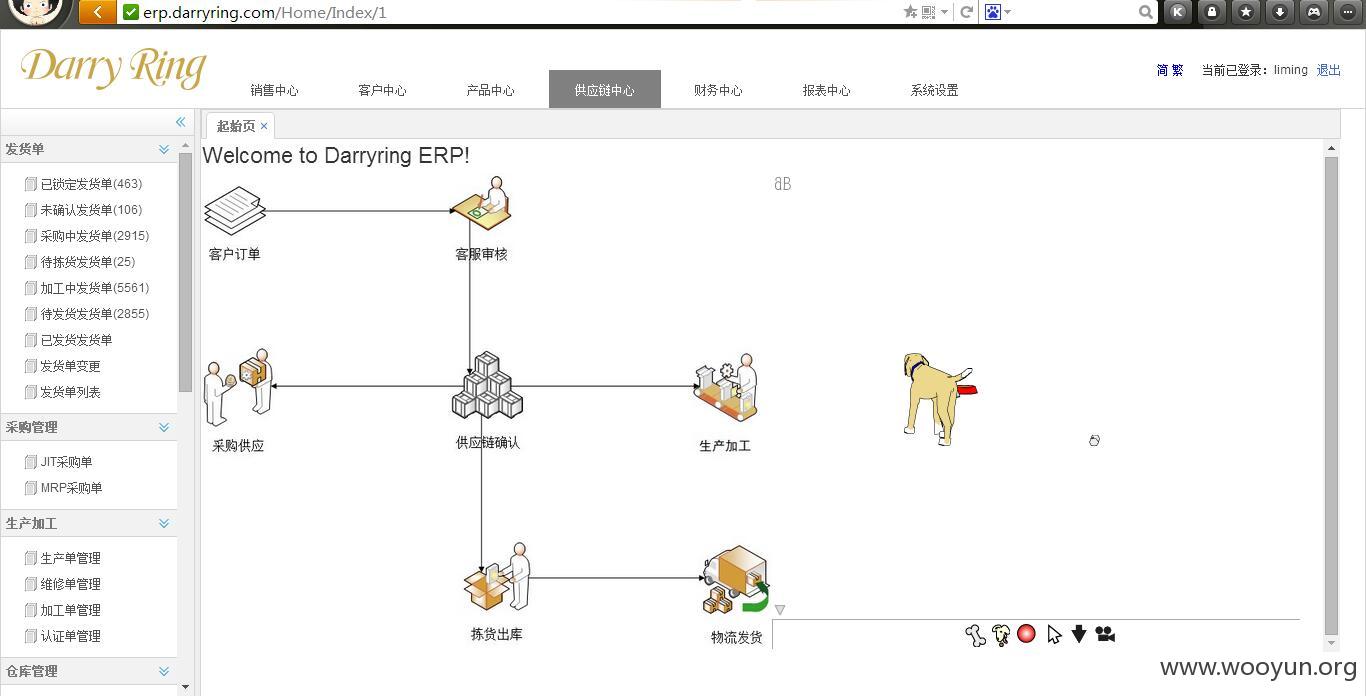 erp.darryring.com/Home/Index/1
K
Darry Ring
简 繁 当前已登录：liming 退出
销售中心 客户中心 产品中心 供应链中心 财务中心 报表中心 系统设置
起始页 ×
发货单
已锁定发货单(463)
未确认发货单(106)
采购中发货单(2915)
待拣货发货单(25)
加工中发货单(5561)
待发货发货单(2855)
已发货发货单
发货单变更
发货单列表
采购管理
JIT采购单
MRP采购单
生产加工
生产单管理
维修单管理
加工单管理
认证单管理
仓库管理
Welcome to Darryring ERP!
客户订单
客服审核
采购供应
供应链确认
生产加工
拣货出库
物流发货
www.wooyun.org